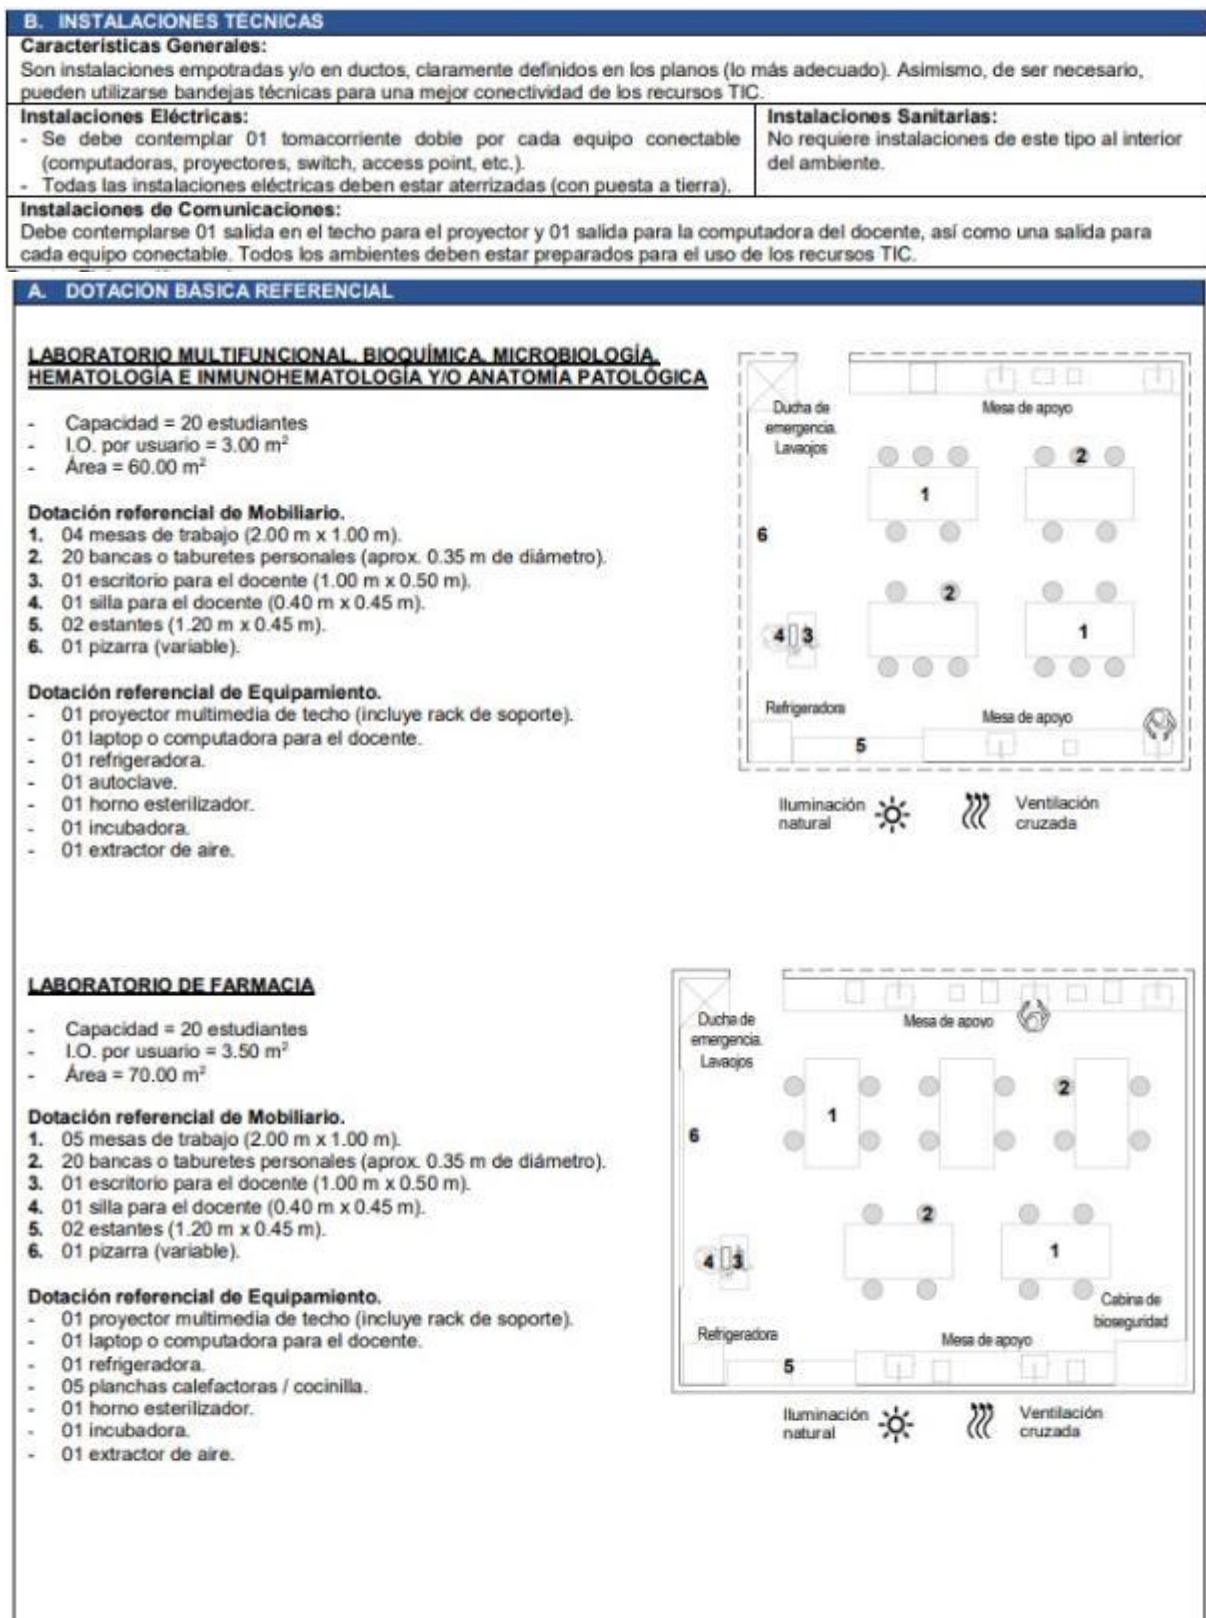 B. INSTALACIONES TÉCNICAS
Características Generales:
Son instalaciones empotradas y/o en ductos, claramente definidos en los planos (lo más adecuado). Asimismo, de ser necesario,
pueden utilizarse bandejas técnicas para una mejor conectividad de los recursos TIC.
Instalaciones Eléctricas:
- Se debe contemplar 01 tomacorriente doble por cada equipo conectable
(computadoras, proyectores, switch, access point, etc.).
- Todas las instalaciones eléctricas deben estar aterrizadas (con puesta a tierra).
Instalaciones Sanitarias:
No requiere instalaciones de este tipo al interior
del ambiente.
Instalaciones de Comunicaciones:
Debe contemplarse 01 salida en el techo para el proyector y 01 salida para la computadora del docente, así como una salida para
cada equipo conectable. Todos los ambientes deben estar preparados para el uso de los recursos TIC.
A. DOTACIÓN BÁSICA REFERENCIAL
LABORATORIO MULTIFUNCIONAL, BIOQUÍMICA, MICROBIOLOGÍA,
HEMATOLOGÍA E INMUNOHEMATOLOGÍA Y/O ANATOMÍA PATOLÓGICA
- Capacidad = 20 estudiantes
- I.O. por usuario = 3.00 m²
- Área = 60.00 m²
Dotación referencial de Mobiliario.
1. 04 mesas de trabajo (2.00 m x 1.00 m).
2. 20 bancas o taburetes personales (aprox. 0.35 m de diámetro).
3. 01 escritorio para el docente (1.00 m x 0.50 m).
4. 01 silla para el docente (0.40 m x 0.45 m).
5. 02 estantes (1.20 m x 0.45 m).
6. 01 pizarra (variable).
Dotación referencial de Equipamiento.
- 01 proyector multimedia de techo (incluye rack de soporte).
- 01 laptop o computadora para el docente.
- 01 refrigeradora.
- 01 autoclave.
- 01 horno esterilizador.
- 01 incubadora.
- 01 extractor de aire.
Ducha de
emergencia.
Lavaojos
Mesa de apoyo
2
1
6
2
4 3
1
Refrigeradora
Mesa de apoyo
5
Iluminación
natural
Ventilación
cruzada
LABORATORIO DE FARMACIA
- Capacidad = 20 estudiantes
- I.O. por usuario = 3.50 m²
- Área = 70.00 m²
Dotación referencial de Mobiliario.
1. 05 mesas de trabajo (2.00 m x 1.00 m).
2. 20 bancas o taburetes personales (aprox. 0.35 m de diámetro).
3. 01 escritorio para el docente (1.00 m x 0.50 m).
4. 01 silla para el docente (0.40 m x 0.45 m).
5. 02 estantes (1.20 m x 0.45 m).
6. 01 pizarra (variable).
Dotación referencial de Equipamiento.
- 01 proyector multimedia de techo (incluye rack de soporte).
- 01 laptop o computadora para el docente.
- 01 refrigeradora.
- 05 planchas calefactoras / cocinilla.
- 01 horno esterilizador.
- 01 incubadora.
- 01 extractor de aire.
Ducha de
emergencia.
Lavaojos
Mesa de apoyo
2
1
6
2
1
4 3
Cabina de
bioseguridad
Refrigeradora
Mesa de apoyo
5
Iluminación
natural
Ventilación
cruzada